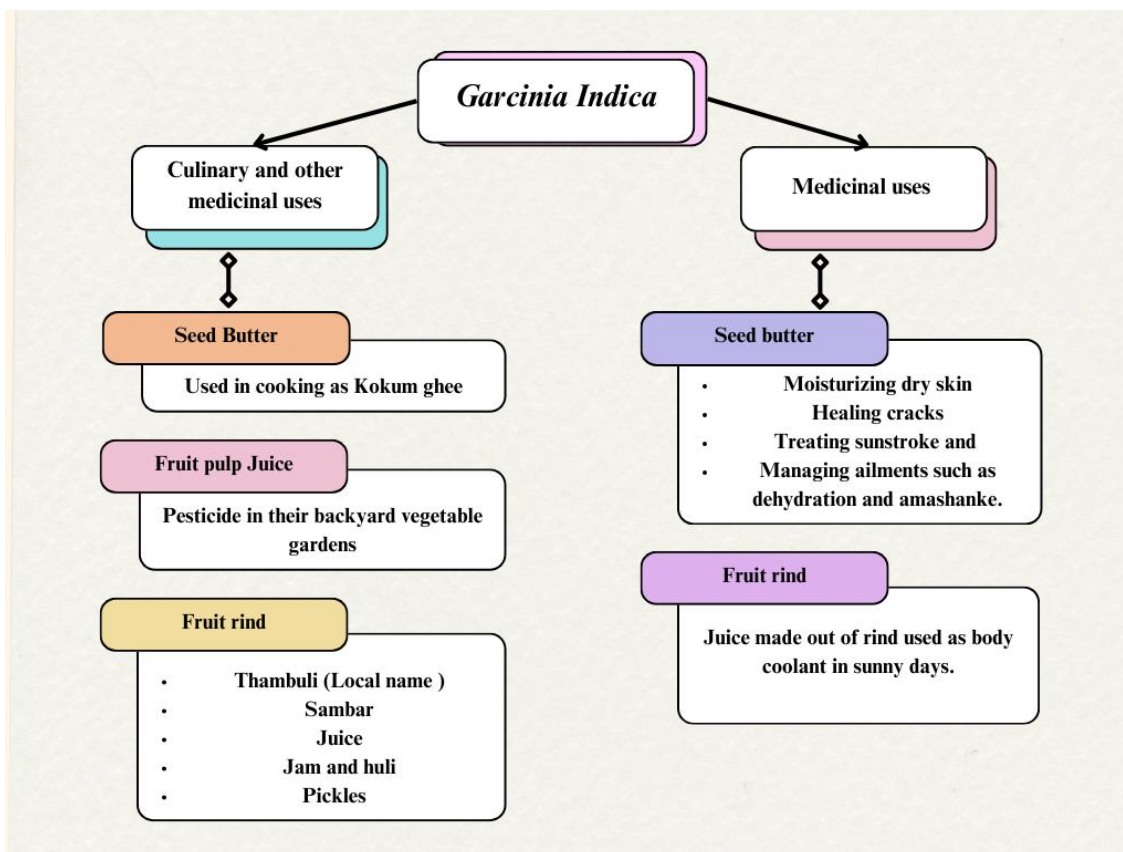 Garcinia Indica
Culinary and other
medicinal uses
Seed Butter
Used in cooking as Kokum ghee
Fruit pulp Juice
Pesticide in their backyard vegetable
gardens
Fruit rind
• Thambuli (Local name )
• Sambar
• Juice
• Jam and huli
• Pickles
Medicinal uses
Seed butter
• Moisturizing dry skin
• Healing cracks
• Treating sunstroke and
• Managing ailments such as
dehydration and amashanke.
Fruit rind
Juice made out of rind used as body
coolant in sunny days.